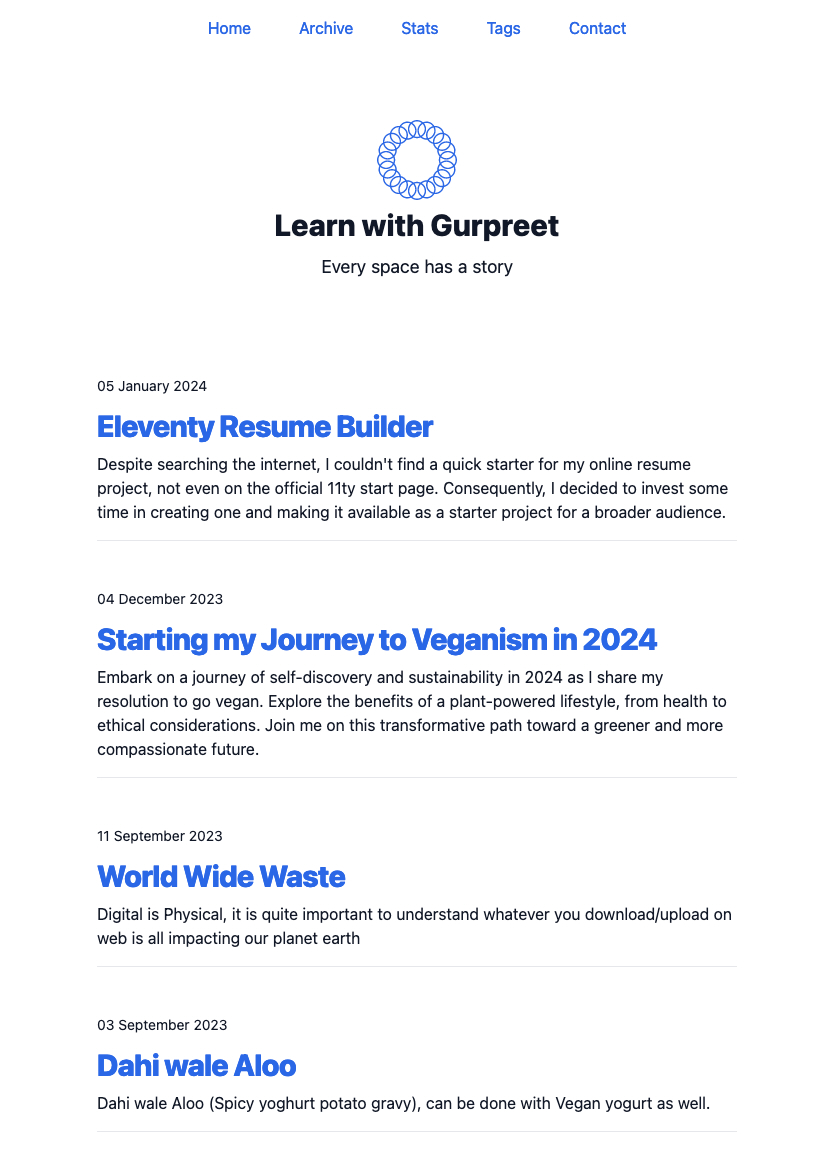 Home Archive Stats Tags Contact
Learn with Gurpreet
Every space has a story
05 January 2024
Eleventy Resume Builder
Despite searching the internet, I couldn't find a quick starter for my online resume
project, not even on the official 11ty start page. Consequently, I decided to invest some
time in creating one and making it available as a starter project for a broader audience.
04 December 2023
Starting my Journey to Veganism in 2024
Embark on a journey of self-discovery and sustainability in 2024 as I share my
resolution to go vegan. Explore the benefits of a plant-powered lifestyle, from health to
ethical considerations. Join me on this transformative path toward a greener and more
compassionate future.
11 September 2023
World Wide Waste
Digital is Physical, it is quite important to understand whatever you download/upload on
web is all impacting our planet earth
03 September 2023
Dahi wale Aloo
Dahi wale Aloo (Spicy yoghurt potato gravy), can be done with Vegan yogurt as well.